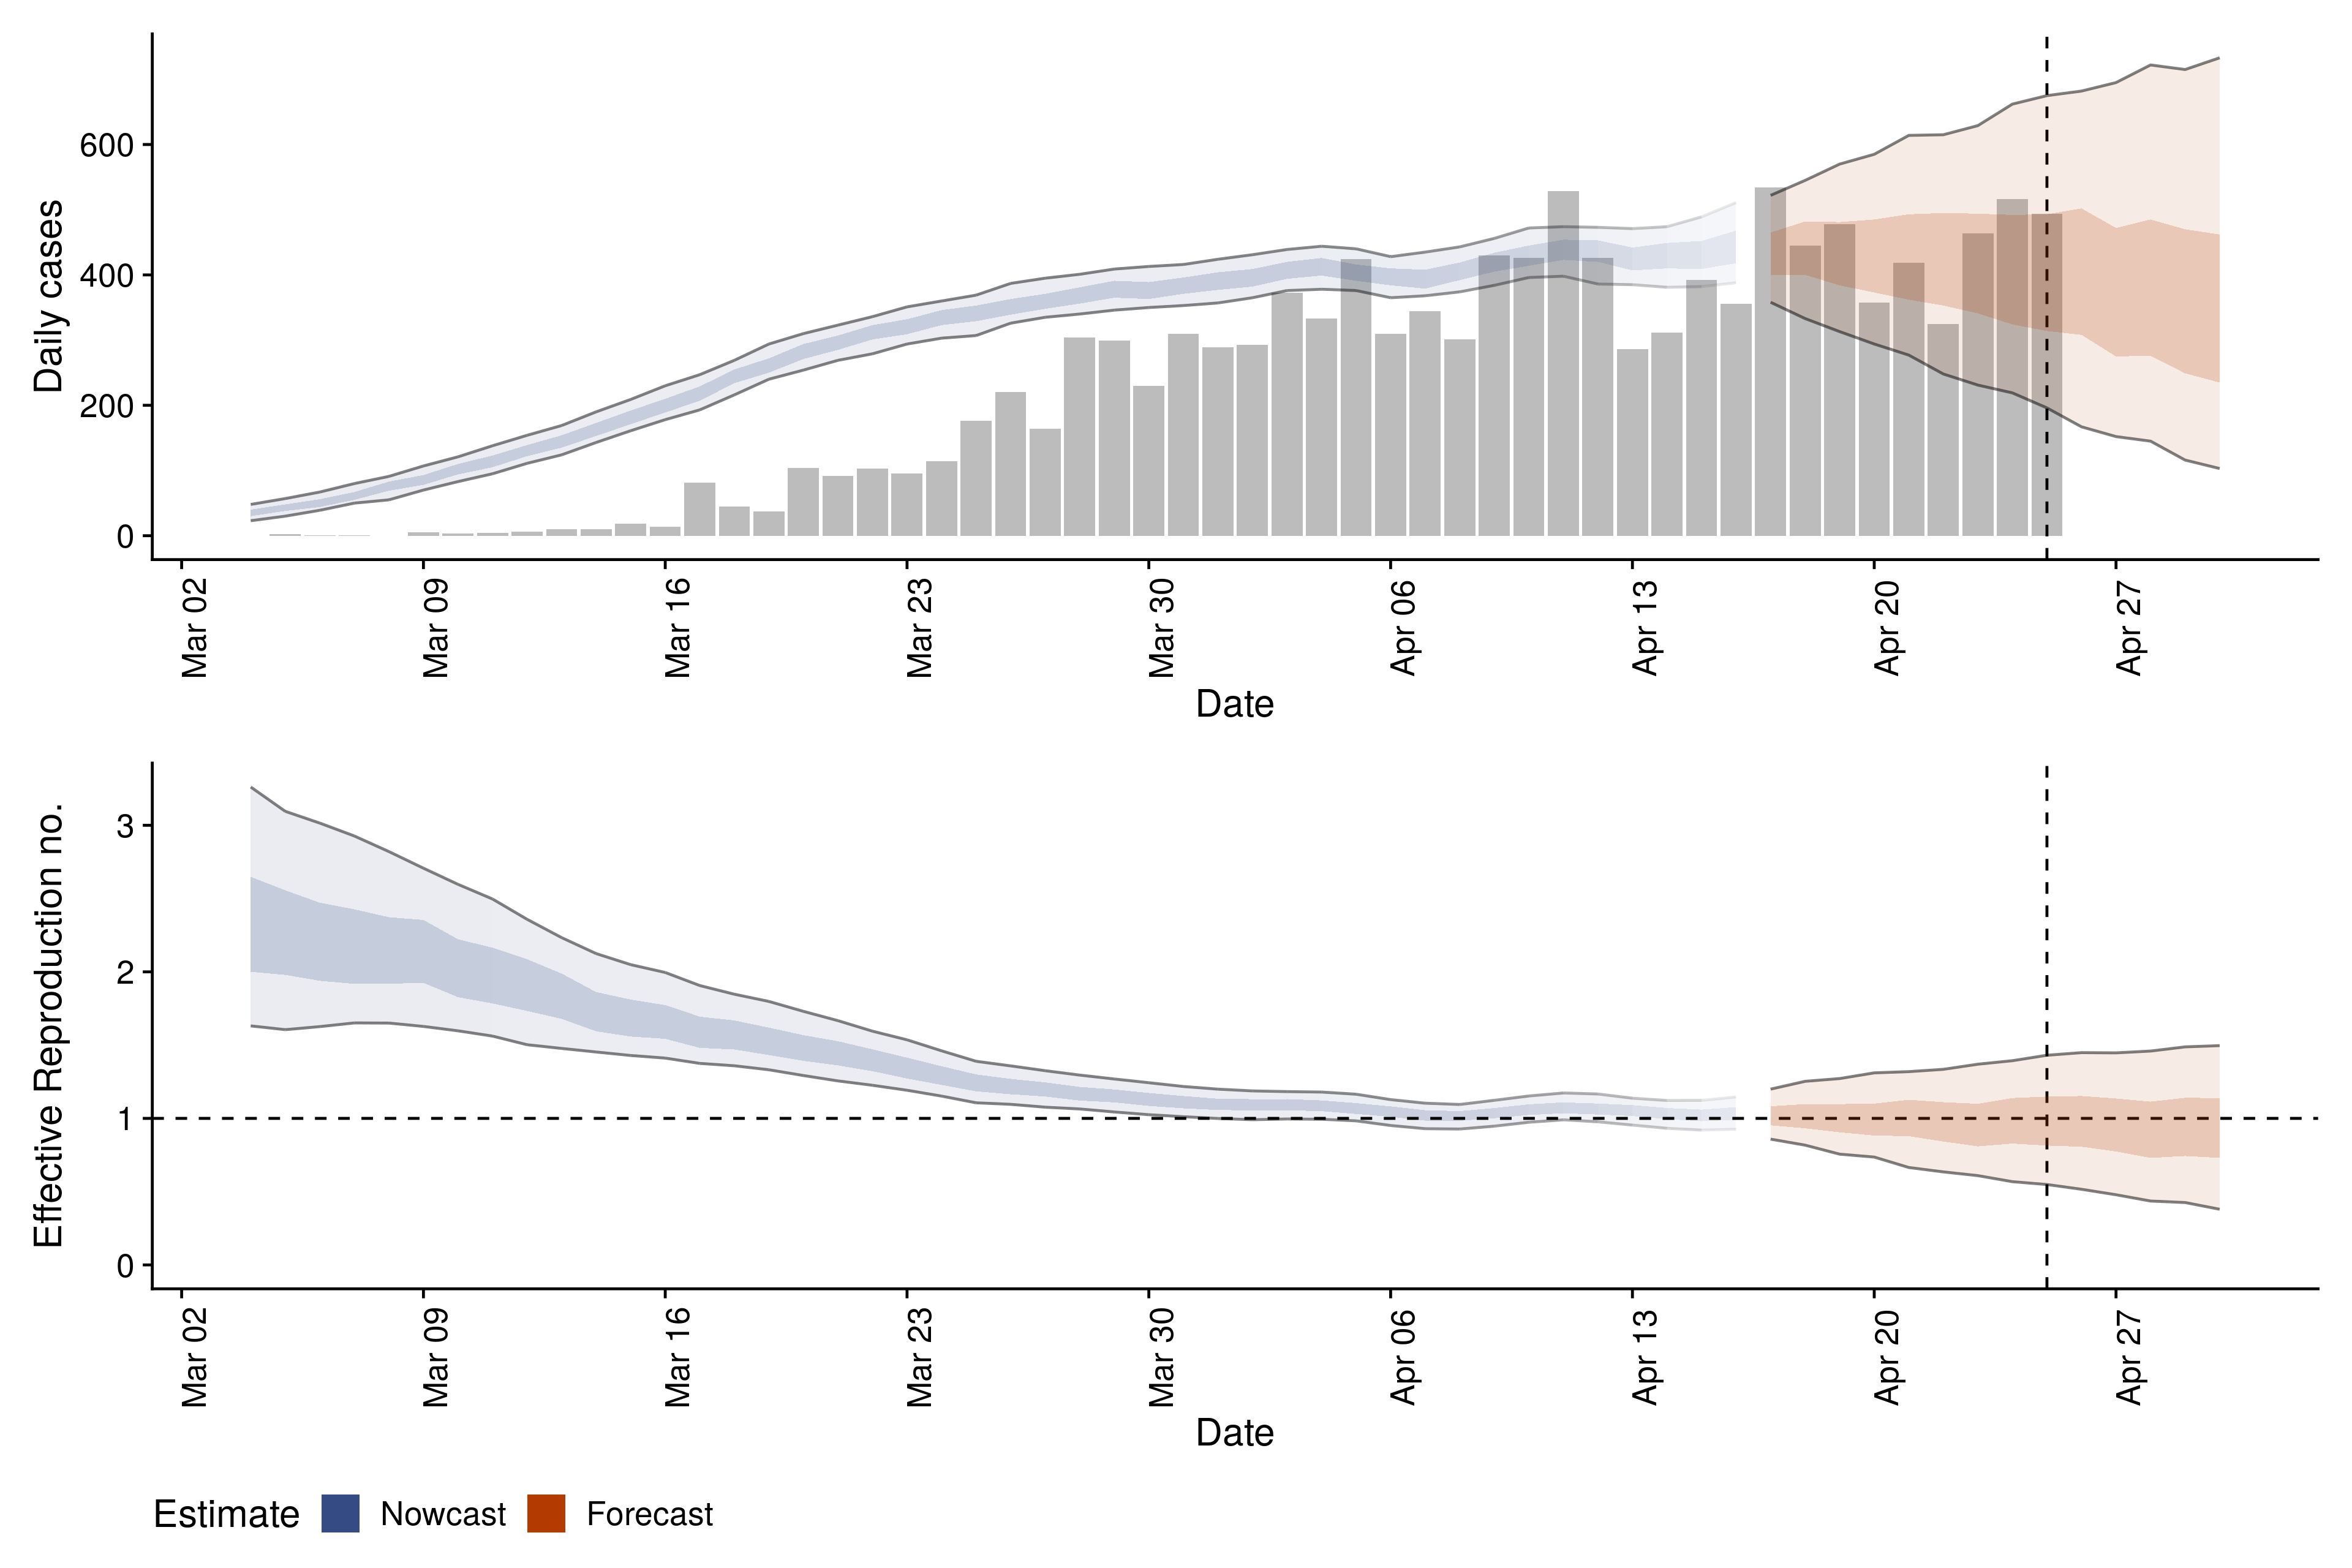 Daily cases
600
400
200
0
Mar 02
Mar 09
Mar 16
Mar 23
Mar 30
Apr 06
Apr 13
Apr 20
Apr 27
Date
Effective Reproduction no.
3
2
1
0
Mar 02
Mar 09
Mar 16
Mar 23
Mar 30
Apr 06
Apr 13
Apr 20
Apr 27
Date
Estimate Nowcast Forecast